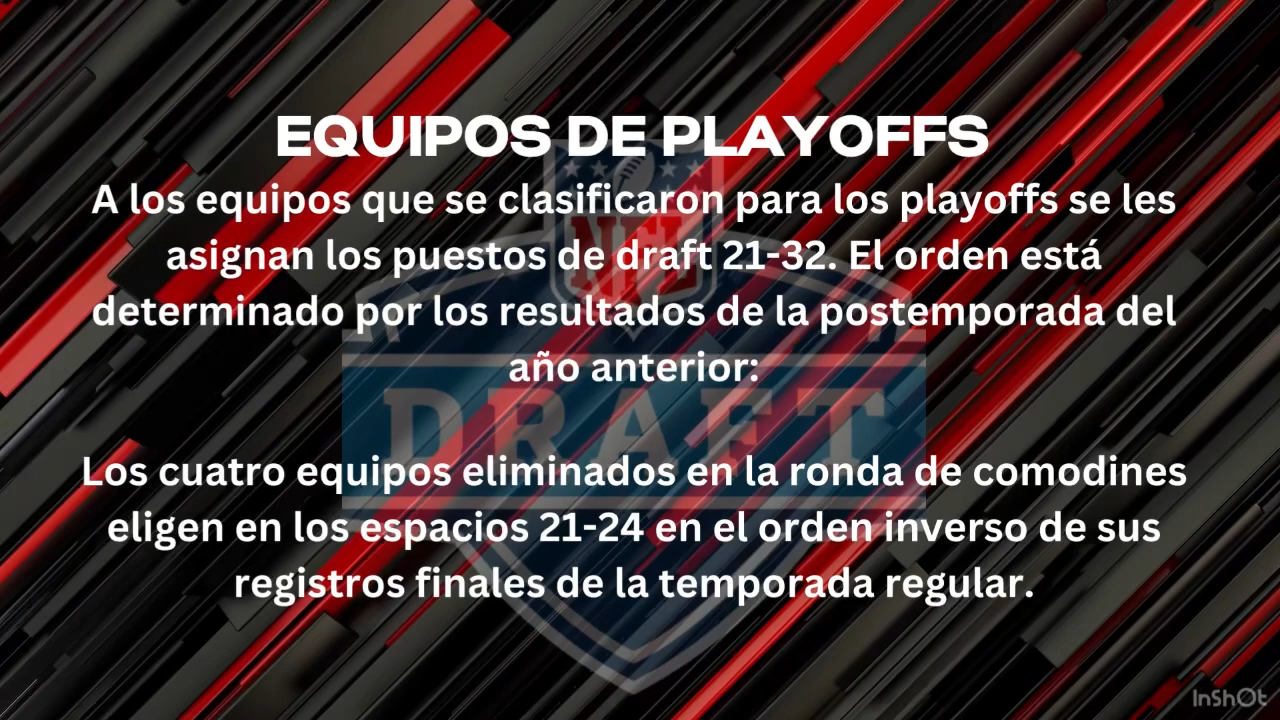 EQUIPOS DE PLAYOFFS
A los equipos que se clasificaron para los playoffs se les
asignan los puestos de draft 21-32. El orden está
determinado por los resultados de la postemporada del
año anterior:
Los cuatro equipos eliminados en la ronda de comodines
eligen en los espacios 21-24 en el orden inverso de sus
registros finales de la temporada regular.
NFL
DRAFT
InShOt